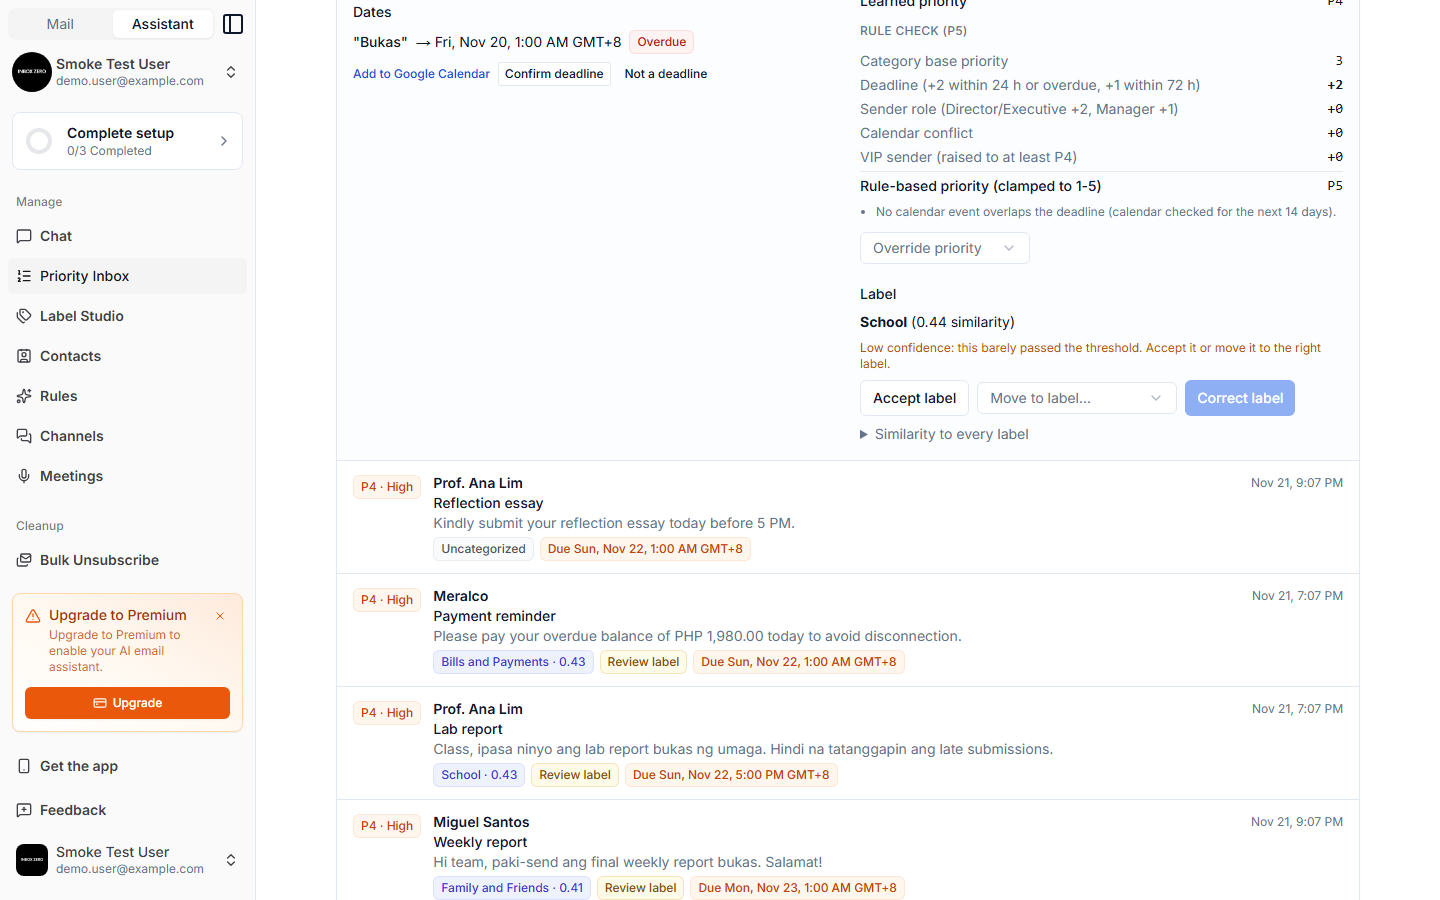 Mail
Assistant
INBOX ZERO
Smoke Test User
demo.user@example.com
Complete setup
0/3 Completed
Manage
Chat
Priority Inbox
Label Studio
Contacts
Rules
Channels
Meetings
Cleanup
Bulk Unsubscribe
Upgrade to Premium
Upgrade to Premium to
enable your AI email
assistant.
Upgrade
Get the app
Feedback
INBOX ZERO
Smoke Test User
demo.user@example.com
Dates
"Bukas" → Fri, Nov 20, 1:00 AM GMT+8 Overdue
Add to Google Calendar Confirm deadline Not a deadline
Learned priority P4
RULE CHECK (P5)
Category base priority 3
Deadline (+2 within 24 h or overdue, +1 within 72 h) +2
Sender role (Director/Executive +2, Manager +1) +0
Calendar conflict +0
VIP sender (raised to at least P4) +0
Rule-based priority (clamped to 1-5) P5
• No calendar event overlaps the deadline (calendar checked for the next 14 days).
Override priority
Label
School (0.44 similarity)
Low confidence: this barely passed the threshold. Accept it or move it to the right
label.
Accept label Move to label... Correct label
Similarity to every label
P4 · High Prof. Ana Lim Nov 21, 9:07 PM
Reflection essay
Kindly submit your reflection essay today before 5 PM.
Uncategorized Due Sun, Nov 22, 1:00 AM GMT+8
P4 · High Meralco Nov 21, 7:07 PM
Payment reminder
Please pay your overdue balance of PHP 1,980.00 today to avoid disconnection.
Bills and Payments · 0.43 Review label Due Sun, Nov 22, 1:00 AM GMT+8
P4 · High Prof. Ana Lim Nov 21, 7:07 PM
Lab report
Class, ipasa ninyo ang lab report bukas ng umaga. Hindi na tatanggapin ang late submissions.
School · 0.43 Review label Due Sun, Nov 22, 5:00 PM GMT+8
P4 · High Miguel Santos Nov 21, 9:07 PM
Weekly report
Hi team, paki-send ang final weekly report bukas. Salamat!
Family and Friends · 0.41 Review label Due Mon, Nov 23, 1:00 AM GMT+8